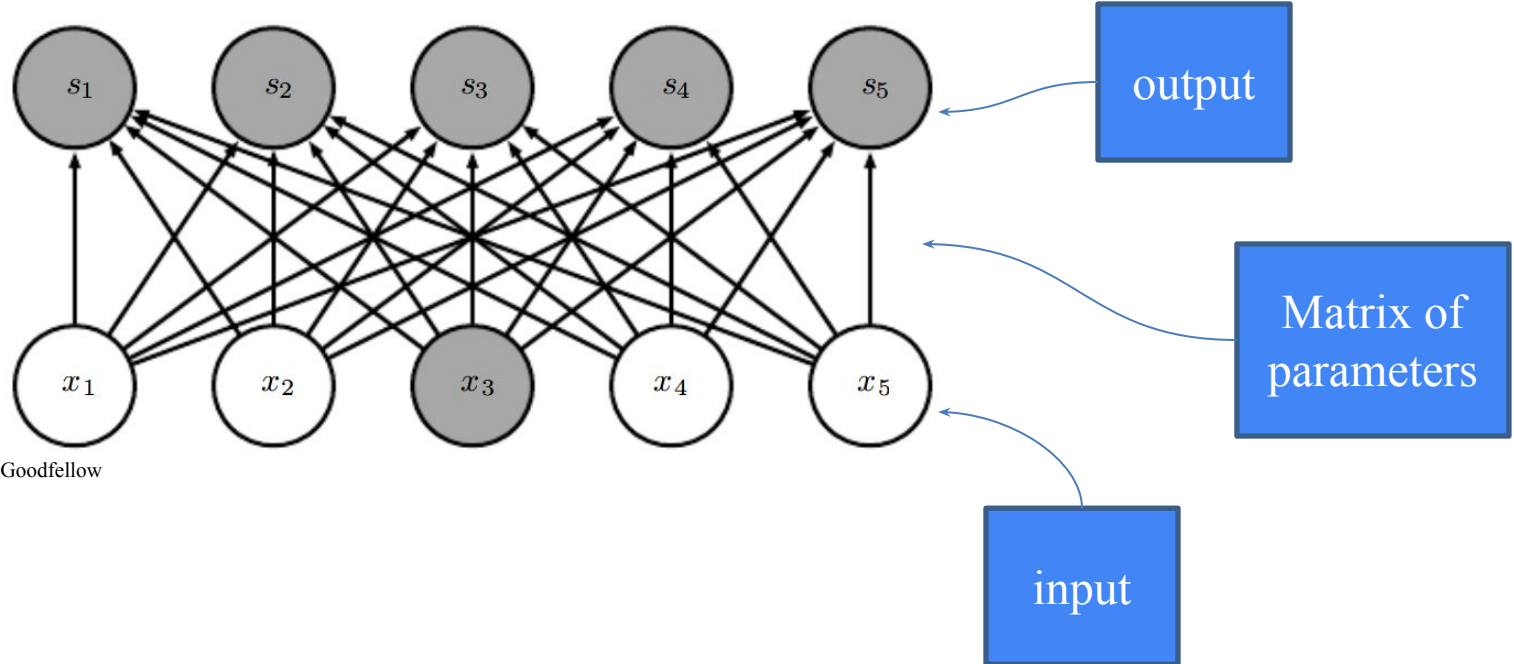 s1 s2 s3 s4 s5
output
Matrix of
parameters
x1 x2 x3 x4 x5
Goodfellow
input